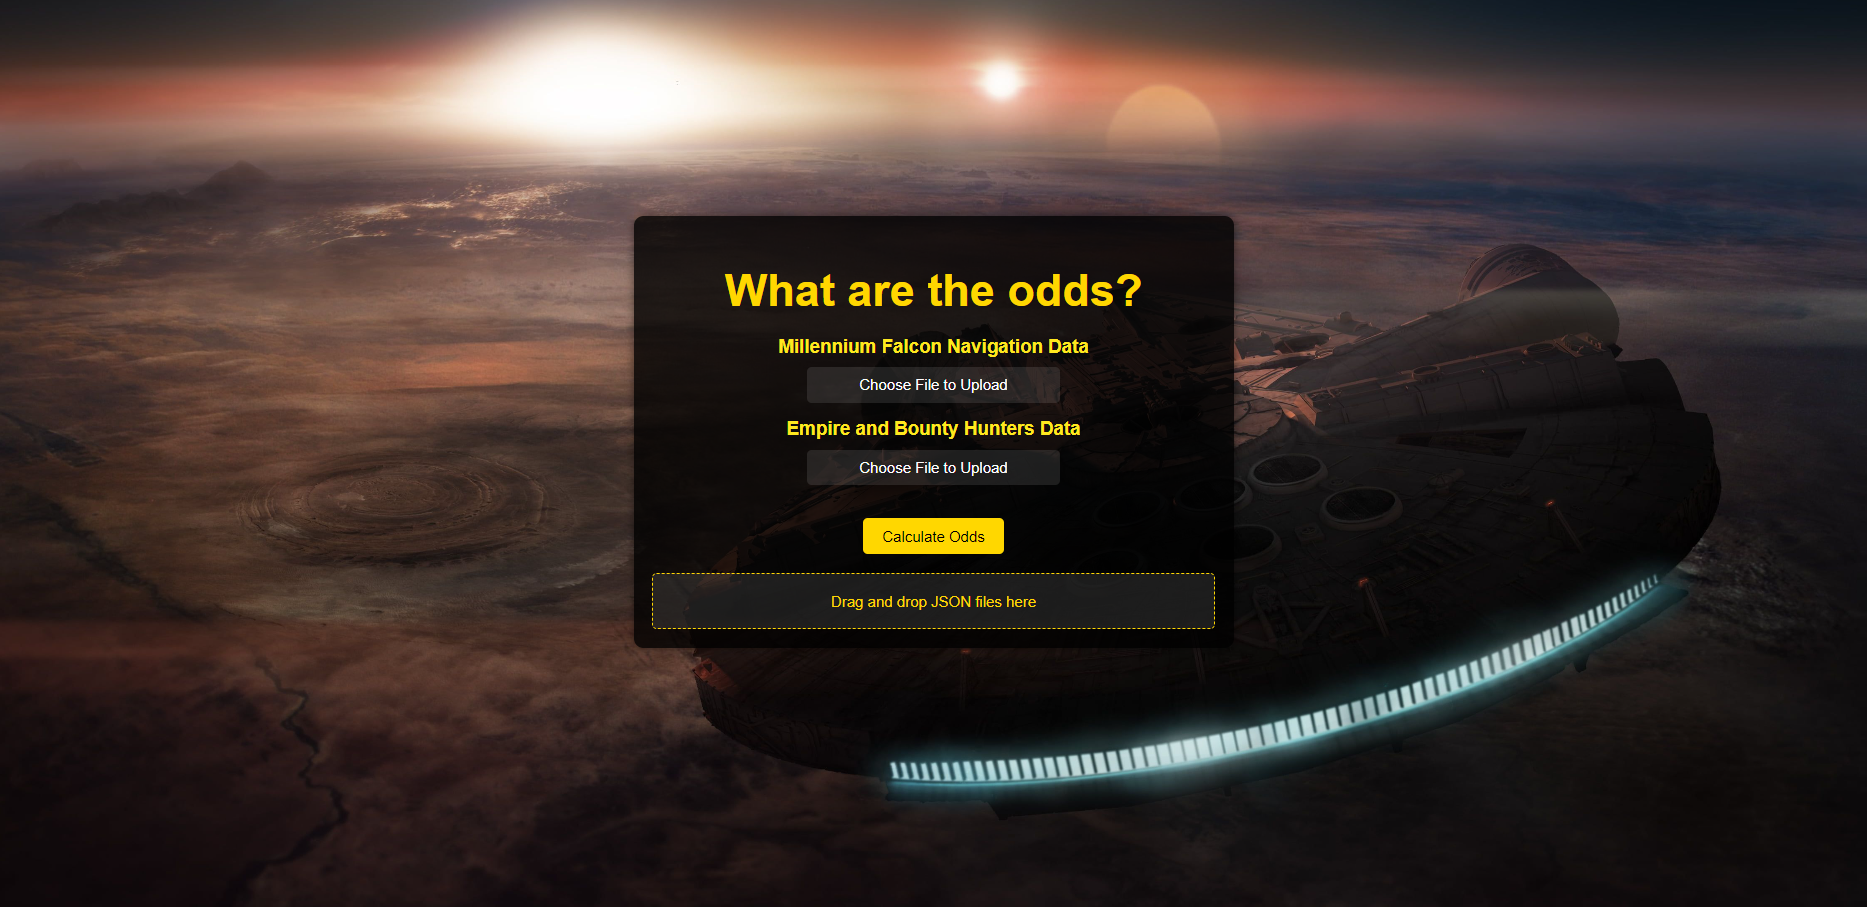 What are the odds?
Millennium Falcon Navigation Data
Choose File to Upload
Empire and Bounty Hunters Data
Choose File to Upload
Calculate Odds
Drag and drop JSON files here